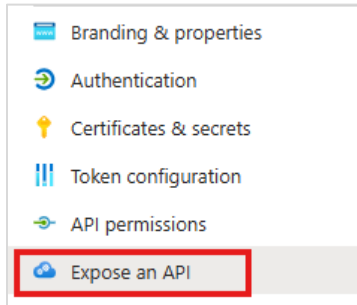 Branding & properties
Authentication
Certificates & secrets
Token configuration
API permissions
Expose an API